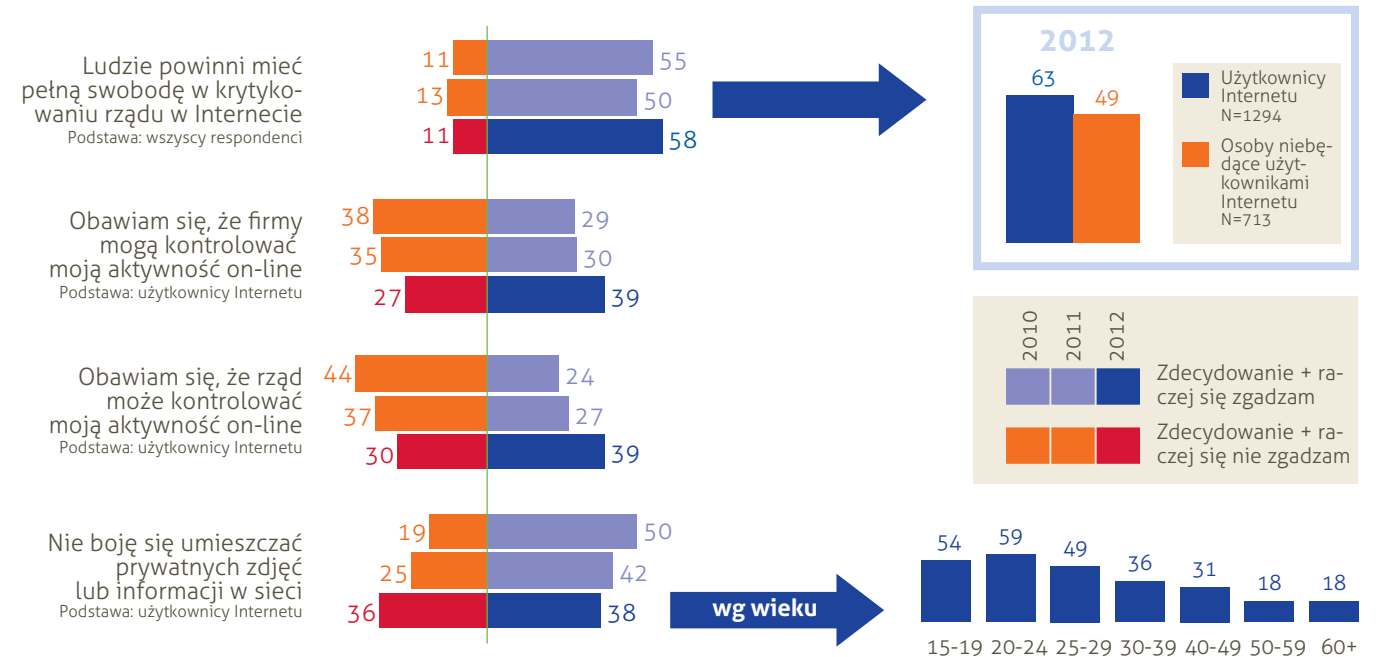 Ludzie powinni mieć
pełną swobodę w krytyko-
waniu rządu w Internecie
Podstawa: wszyscy respondenci
11
55
13
50
11
58
Obawiam się, że firmy
mogą kontrolować
moją aktywność on-line
Podstawa: użytkownicy Internetu
38
29
35
30
27
39
Obawiam się, że rząd
może kontrolować
moją aktywność on-line
Podstawa: użytkownicy Internetu
44
24
37
27
30
39
Nie boję się umieszczać
prywatnych zdjęć
lub informacji w sieci
Podstawa: użytkownicy Internetu
19
50
25
42
36
38
2012
63
49
Użytkownicy
Internetu
N=1294
Osoby niebę-
dące użyt-
kownikami
Internetu
N=713
2010
2011
2012
Zdecydowanie + ra-
czej się zgadzam
Zdecydowanie + ra-
czej się nie zgadzam
wg wieku
54
59
49
36
31
18
18
15-19 20-24 25-29 30-39 40-49 50-59 60+